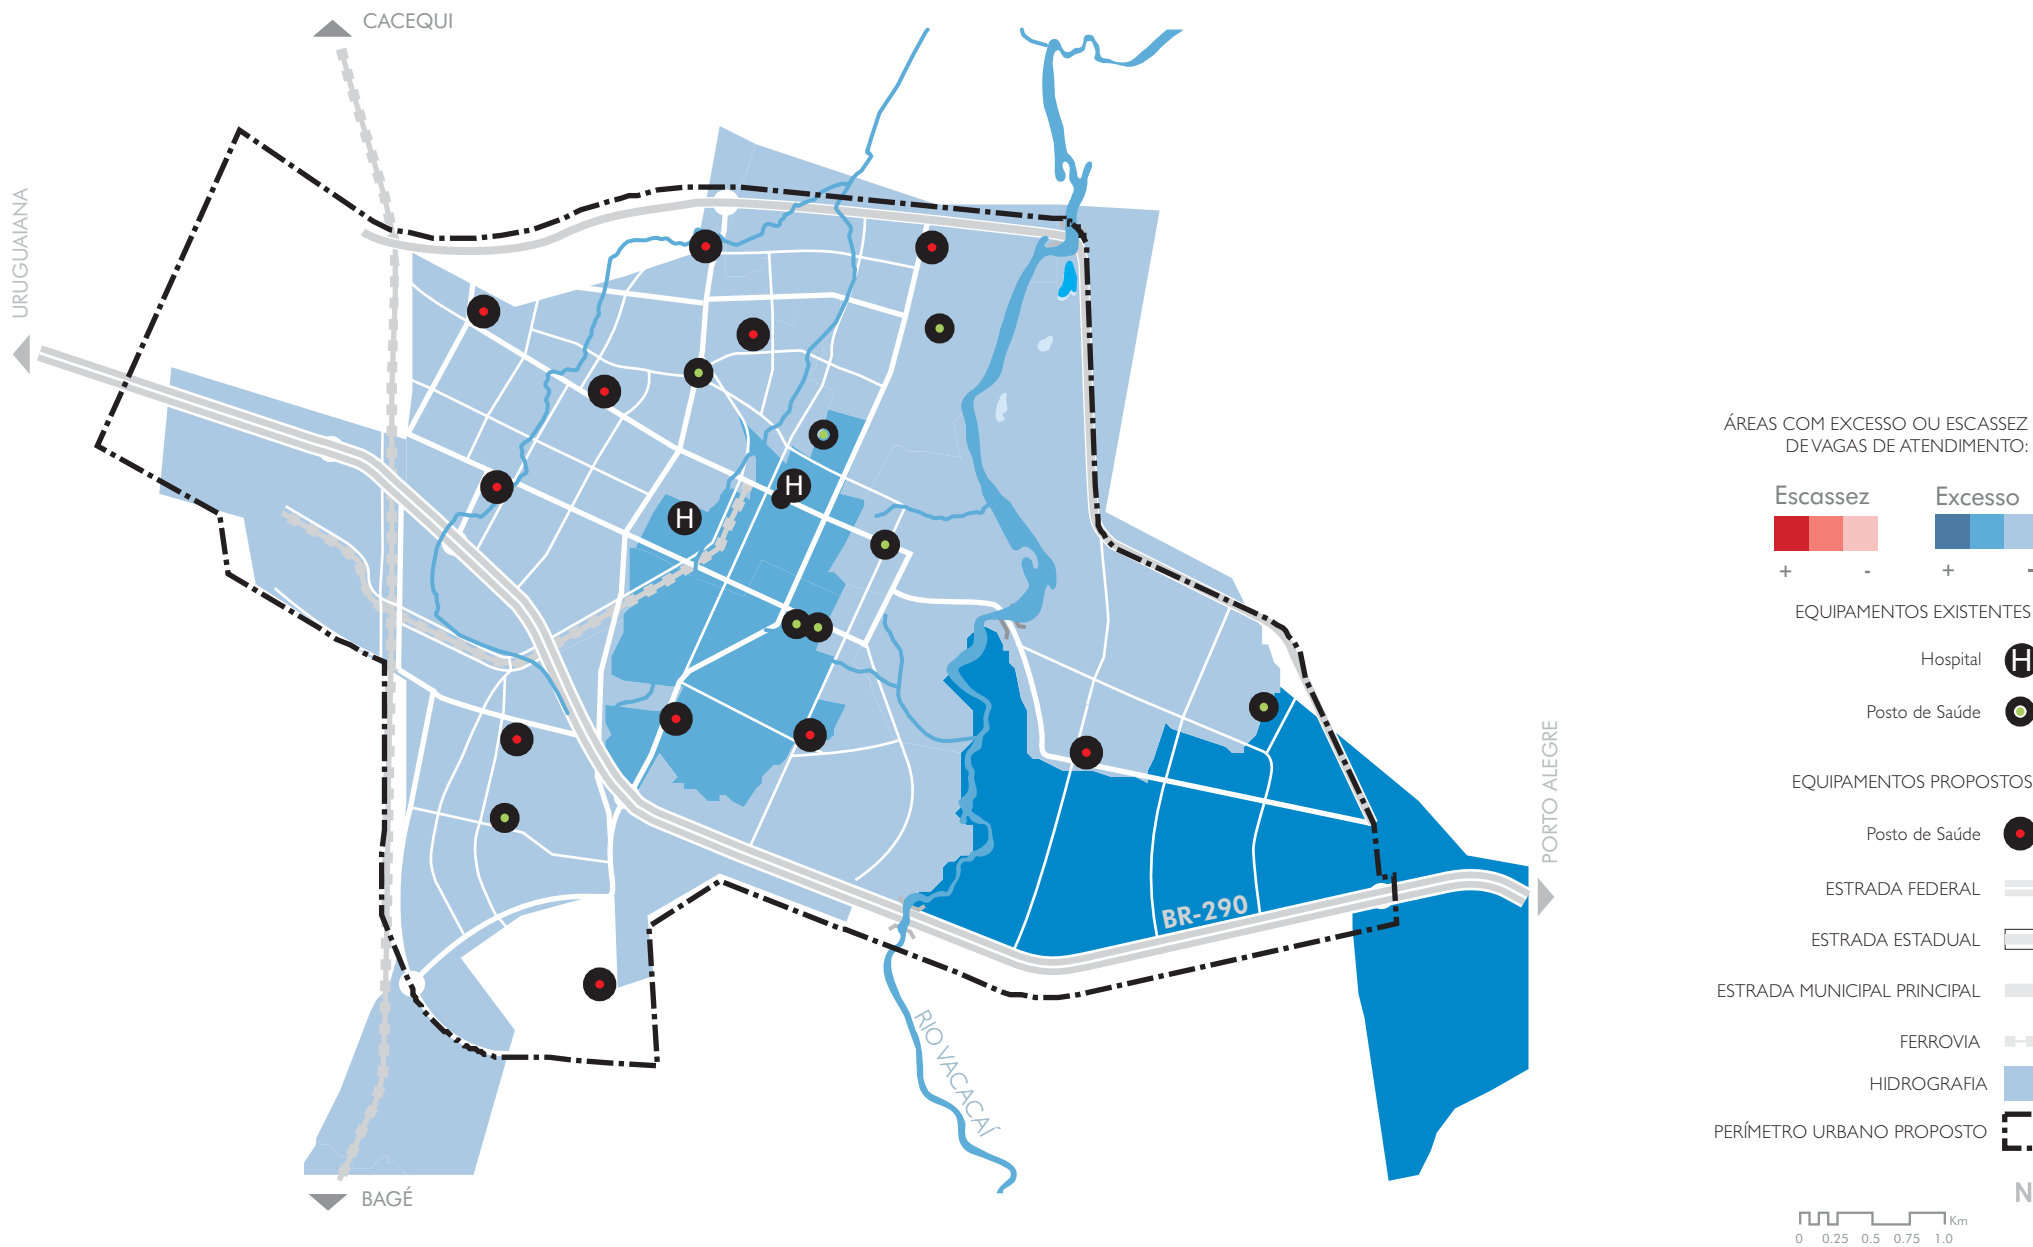 CACEQUI
URUGUAIANA
H
H
BR-290
PORTO ALEGRE
RIO VACACAÍ
BAGÉ
ÁREAS COM EXCESSO OU ESCASSEZ
DE VAGAS DE ATENDIMENTO:
Escassez Excesso
+ - + -
EQUIPAMENTOS EXISTENTES
Hospital H
Posto de Saúde
EQUIPAMENTOS PROPOSTOS
Posto de Saúde
ESTRADA FEDERAL
ESTRADA ESTADUAL
ESTRADA MUNICIPAL PRINCIPAL
FERROVIA
HIDROGRAFIA
PERÍMETRO URBANO PROPOSTO
N
Km
0 0.25 0.5 0.75 1.0